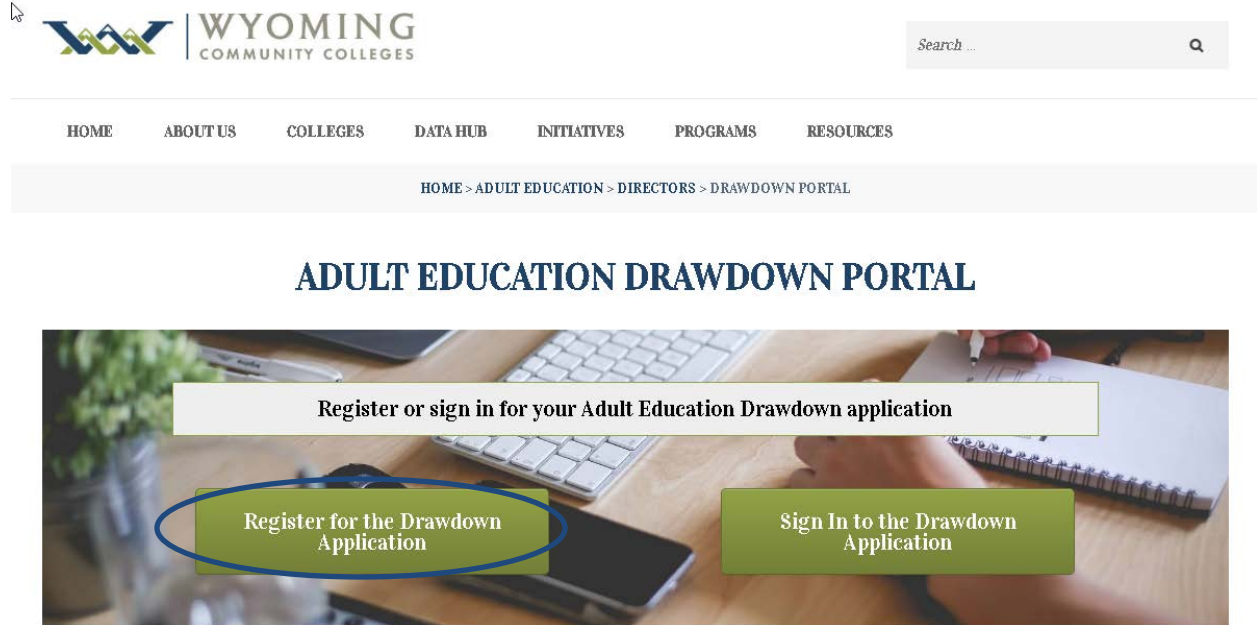 WYOMING
COMMUNITY COLLEGES
Search ...
HOME ABOUT US COLLEGES DATA HUB INITIATIVES PROGRAMS RESOURCES
HOME > ADULT EDUCATION > DIRECTORS > DRAWDOWN PORTAL
ADULT EDUCATION DRAWDOWN PORTAL
Register or sign in for your Adult Education Drawdown application
Register for the Drawdown
Application
Sign In to the Drawdown
Application